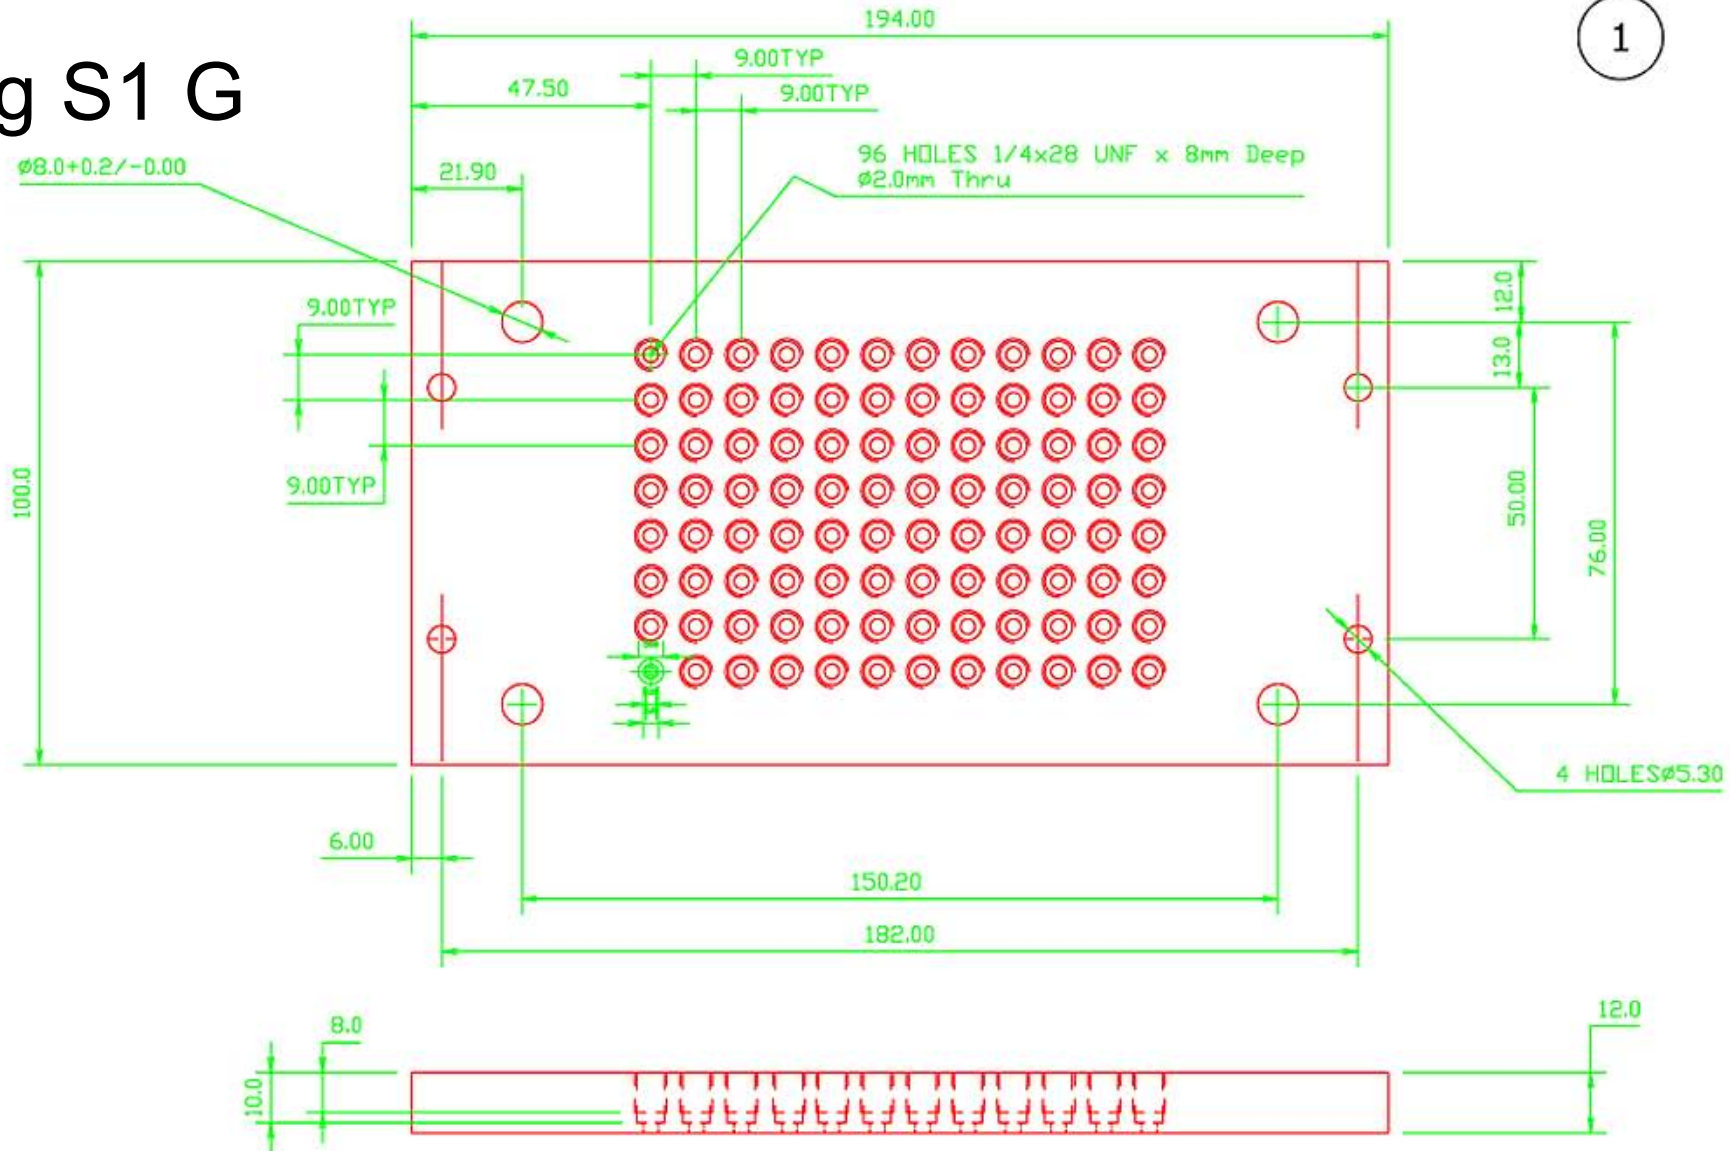 194.00
1
9.00TYP
g S1 G
47.50
9.00TYP
96 HOLES 1/4x28 UNF x 8mm Deep
ø2.0mm Thru
ø8.0+0.2/-0.00
21.90
12.0
9.00TYP
13.0
9.00TYP
100.0
50.00
76.00
4 HOLESø5.30
6.00
150.20
182.00
8.0
12.0
10.0